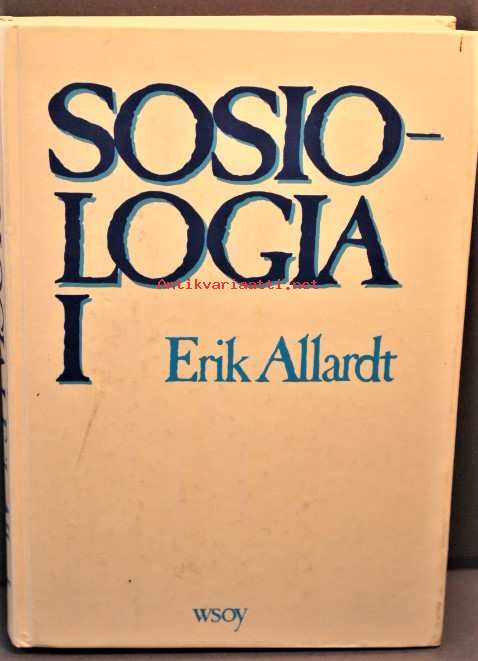 SOSIO-
LOGIA
Antikvariaatti.net
I
Erik Allardt
WSOY